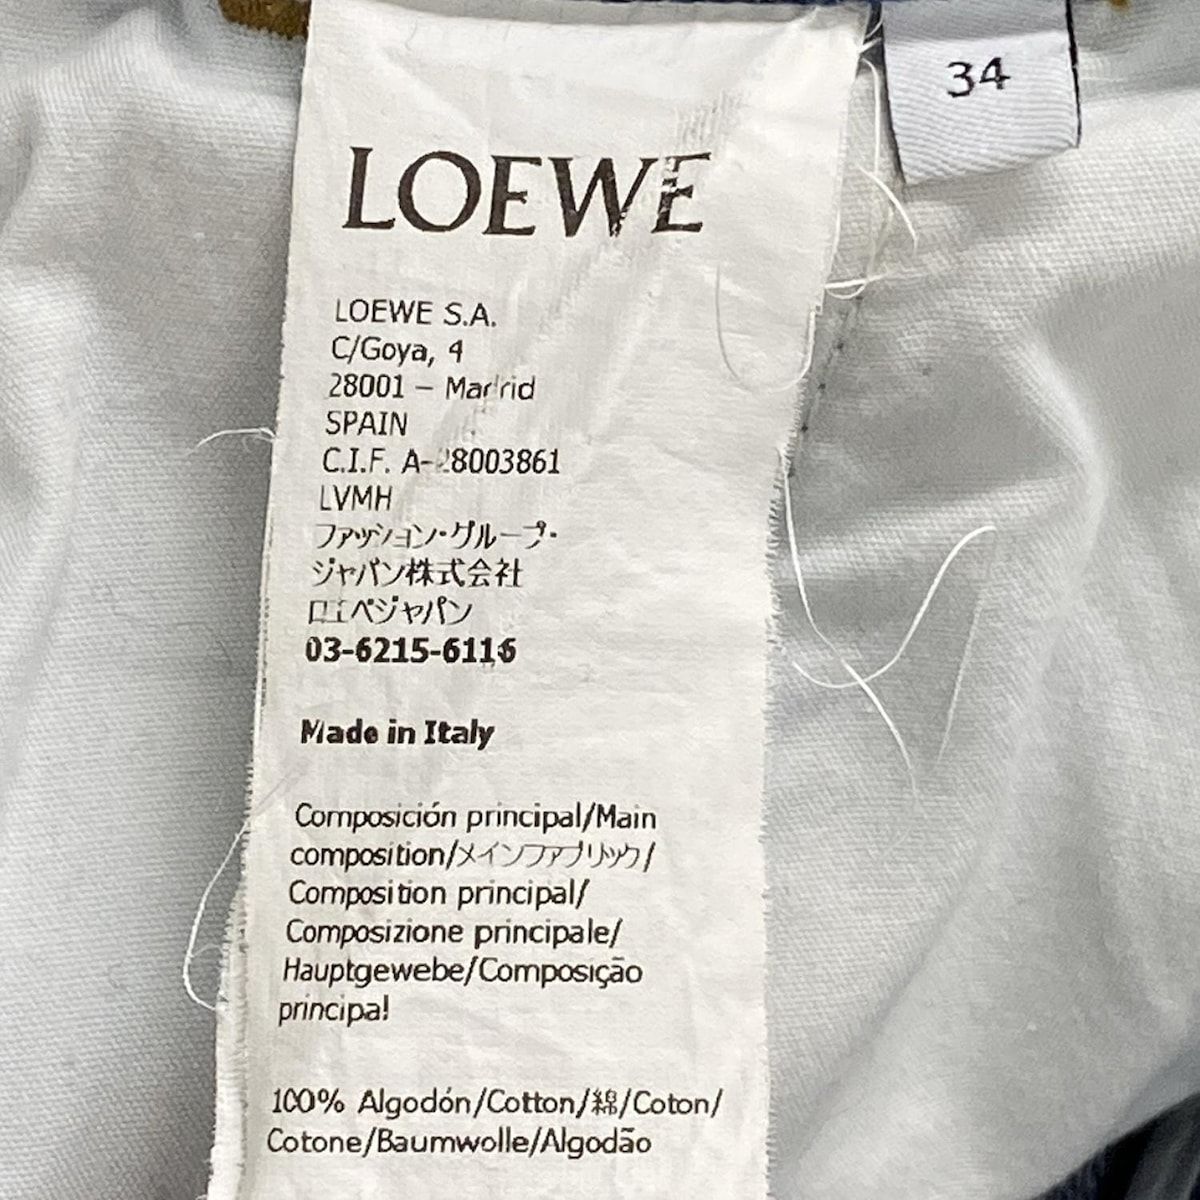 34
LOEWE
LOEWE S.A.
C/Goya, 4
28001 – Madrid
SPAIN
C.I.F. A-28003861
LVMH
ファッション・グループ・
ジャパン株式会社
ロエベジャパン
03-6215-6116
Made in Italy
Composición principal/Main
composition/メインファブリック/
Composition principal/
Composizione principale/
Hauptgewebe/Composição
principal
100% Algodón/Cotton/綿/Coton/
Cotone/Baumwolle/Algodão